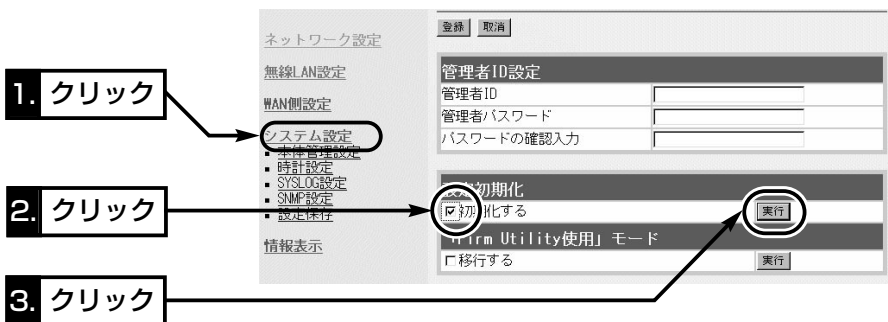 1. クリック
2. クリック
3. クリック
ネットワーク設定
無線LAN設定
WAN側設定
システム設定
本体管理設定
時計設定
SYSLOG設定
SNMP設定
設定保存
情報表示
登録 取消
管理者ID設定
管理者ID
管理者パスワード
パスワードの確認入力
設定初期化
初期化する 実行
「Firm Utility使用」モード
移行する 実行